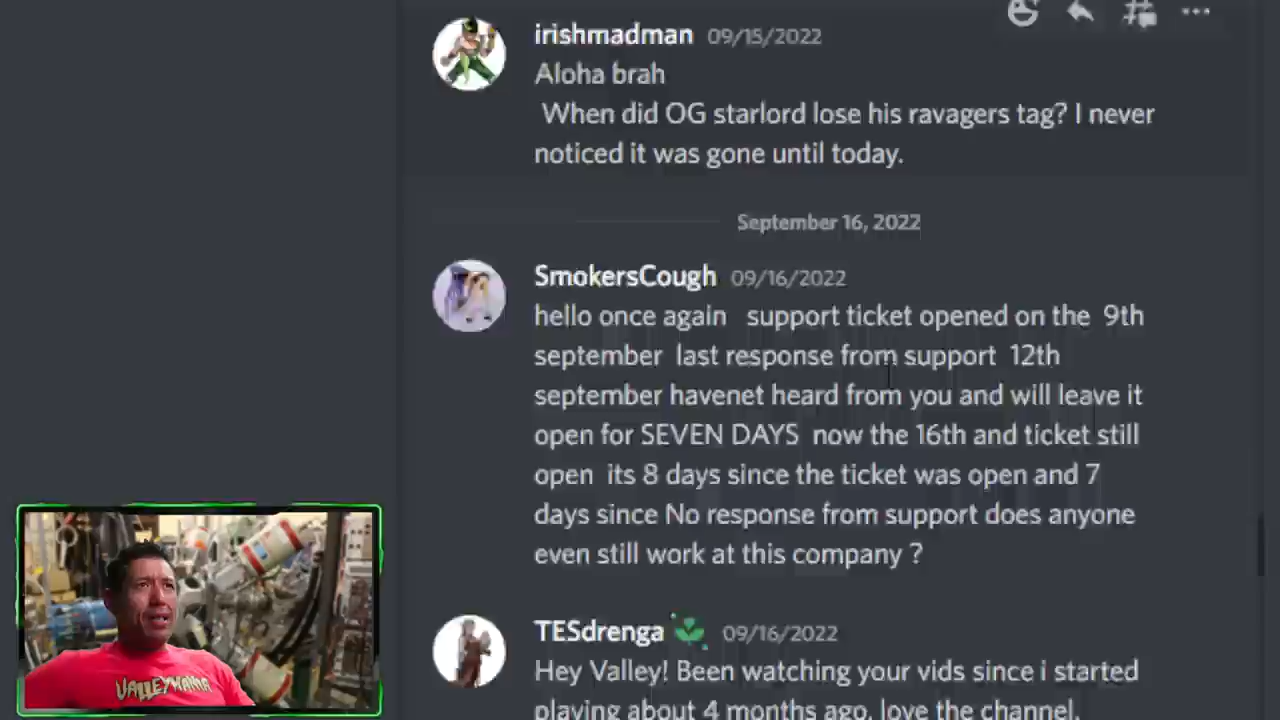 irishmadman 09/15/2022
Aloha brah
When did OG starlord lose his ravagers tag? I never
noticed it was gone until today.
September 16, 2022
SmokersCough 09/16/2022
hello once again support ticket opened on the 9th
september last response from support 12th
september havenet heard from you and will leave it
open for SEVEN DAYS now the 16th and ticket still
open its 8 days since the ticket was open and 7
days since No response from support does anyone
even still work at this company ?
TESdrenga 09/16/2022
Hey Valley! Been watching your vids since i started
playing about 4 months ago, love the channel.
VALLEYMANIA